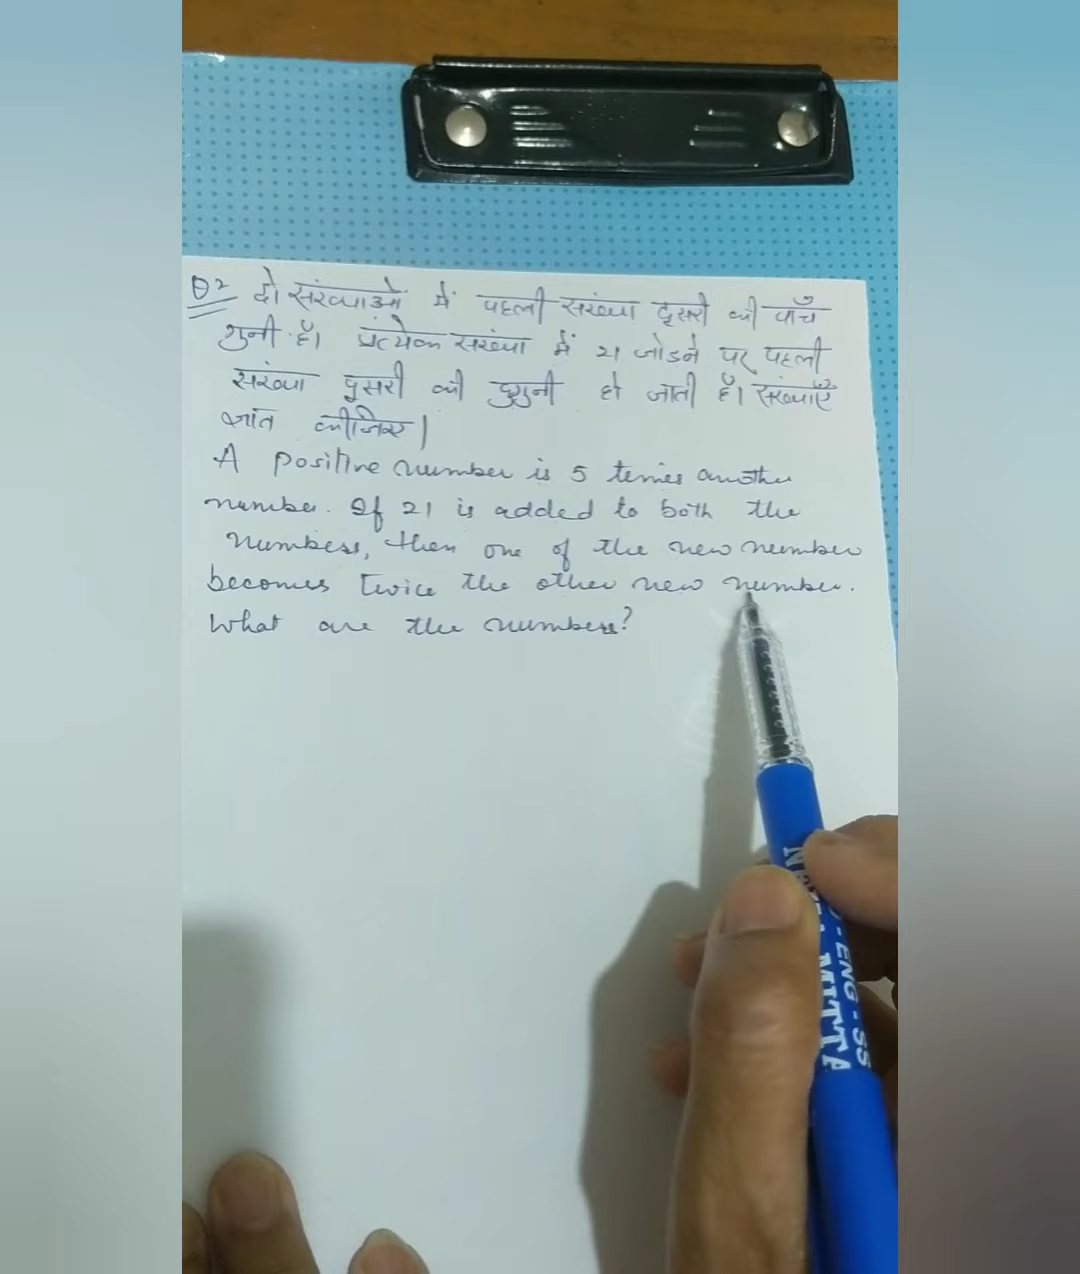 Q2 दो संख्याओं में पहली संख्या दूसरी की पाँच
गुनी है। प्रत्येक संख्या में 21 जोडने पर पहली
संख्या दूसरी की दुगुनी हो जाती है। संख्याएँ
ज्ञात कीजिए।
A positive number is 5 times another
number. If 21 is added to both the
numbers, then one of the new number
becomes twice the other new number.
What are the numbers?